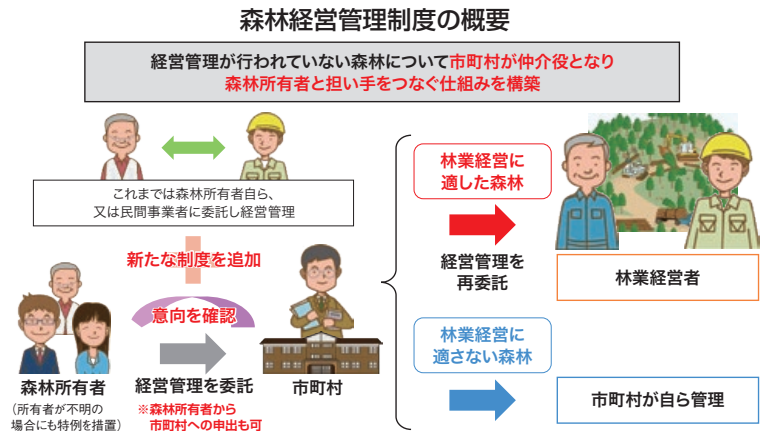 森林経営管理制度の概要
経営管理が行われていない森林について市町村が仲介役となり
森林所有者と担い手をつなぐ仕組みを構築
これまでは森林所有者自ら、
又は民間事業者に委託し経営管理
新たな制度を追加
意向を確認
森林所有者
（所有者が不明の
場合にも特例を措置）
経営管理を委託
※森林所有者から
市町村への申出も可
市町村
林業経営に
適した森林
経営管理を
再委託
林業経営者
林業経営に
適さない森林
市町村が自ら管理